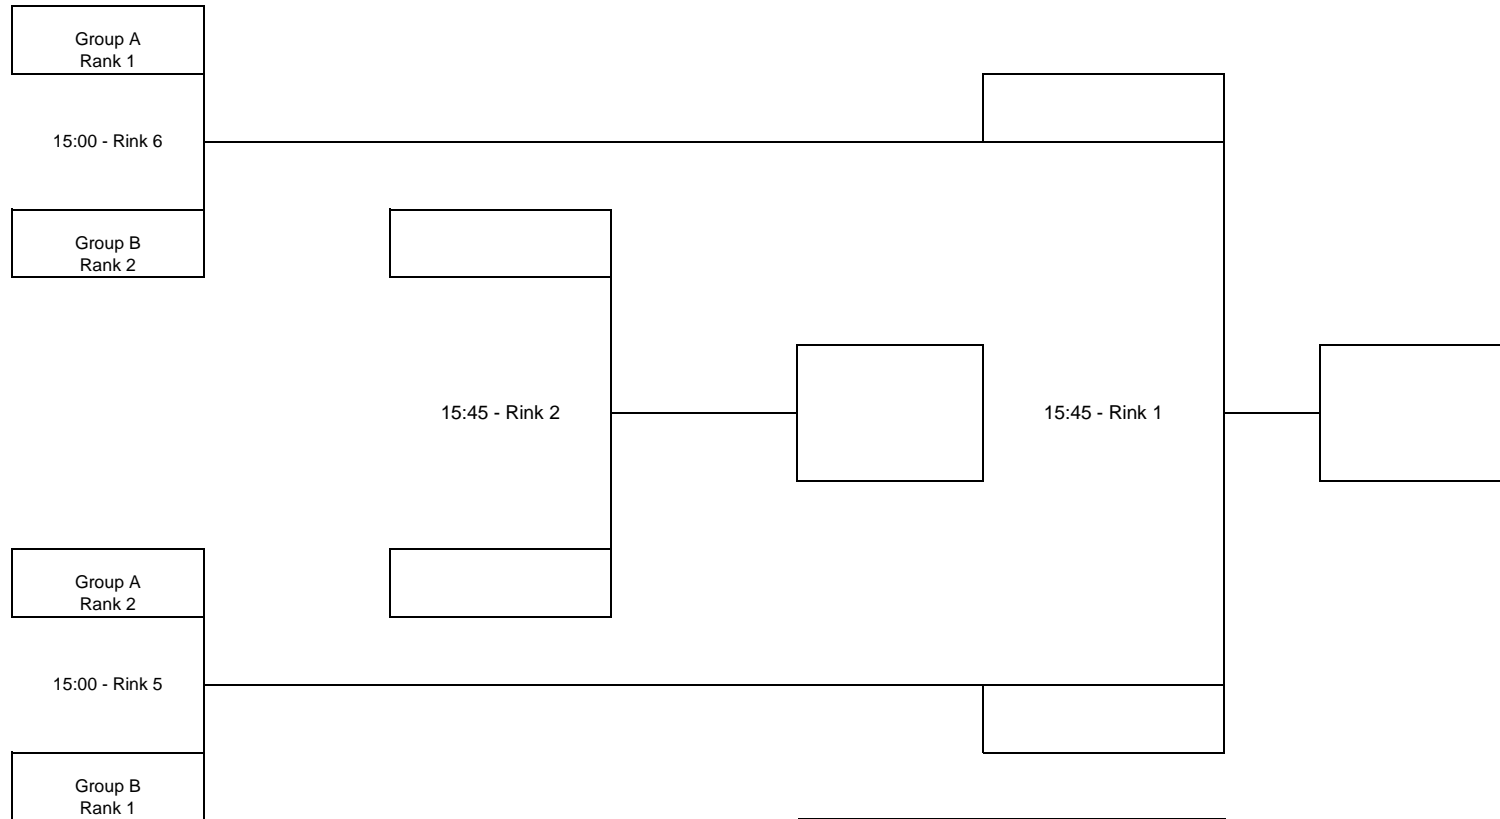 Group A
Rank 1
15:00 - Rink 6
Group B
Rank 2
15:45 - Rink 2
15:45 - Rink 1
Group A
Rank 2
15:00 - Rink 5
Group B
Rank 1